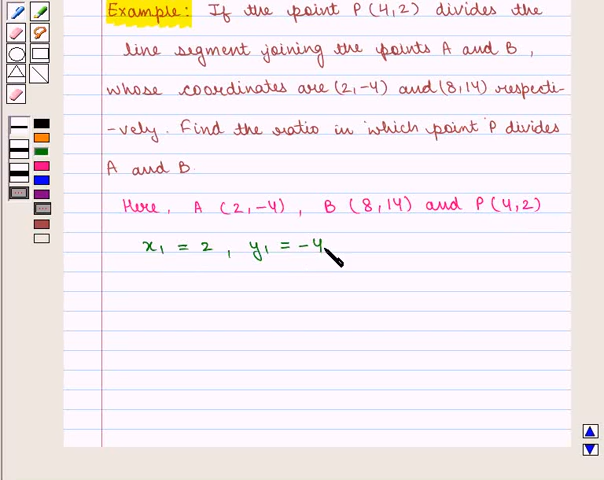 Example: If the point P (4,2) divides the
line segment joining the points A and B,
whose coordinates are (2,-4) and (8,14) respecti-
-vely. Find the ratio in which point P divides
A and B.
Here, A (2,-4), B (8,14) and P(4,2)
x₁ = 2, y₁ = -4